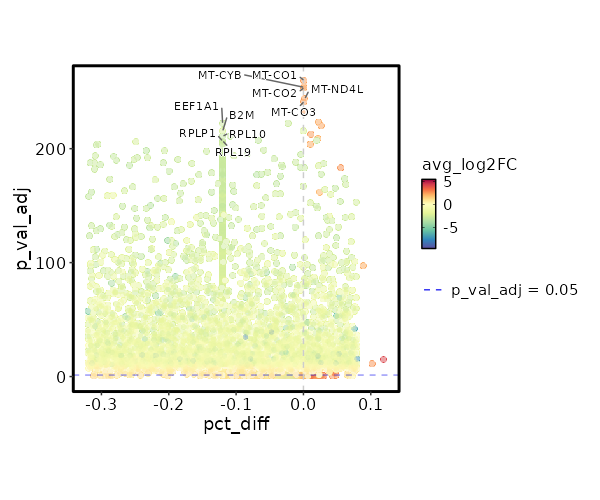 MT-CYB MT-CO1
MT-CO2 MT-ND4L
EEF1A1 B2M MT-CO3
RPLP1 RPL10
RPL19
200
100
0
p_val_adj
-0.3 -0.2 -0.1 0.0 0.1
pct_diff
avg_log2FC
5
0
-5
p_val_adj = 0.05